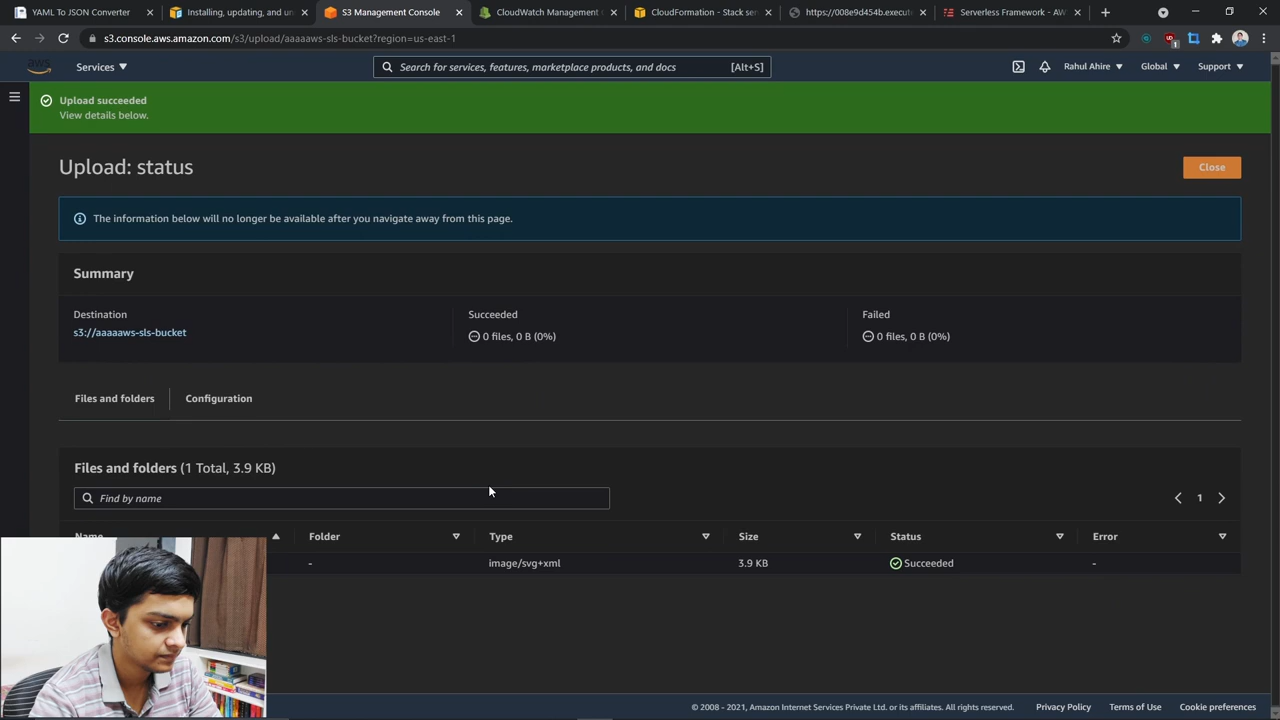 YAML To JSON Converter
Installing, updating, and un
S3 Management Console
CloudWatch Management C
CloudFormation - Stack ser
https://008e9d454b.execute
Serverless Framework - AW
s3.console.aws.amazon.com/s3/upload/aaaaaws-sls-bucket?region=us-east-1
1
aws
Services
Search for services, features, marketplace products, and docs
[Alt+S]
Rahul Ahire
Global
Support
Upload succeeded
View details below.
Upload: status
Close
The information below will no longer be available after you navigate away from this page.
Summary
Destination
Succeeded
Failed
s3://aaaaaws-sls-bucket
0 files, 0 B (0%)
0 files, 0 B (0%)
Files and folders
Configuration
Files and folders (1 Total, 3.9 KB)
Find by name
1
Name
Folder
Type
Size
Status
Error
-
image/svg+xml
3.9 KB
Succeeded
-
© 2008 - 2021, Amazon Internet Services Private Ltd. or its affiliates. All rights reserved.
Privacy Policy
Terms of Use
Cookie preferences